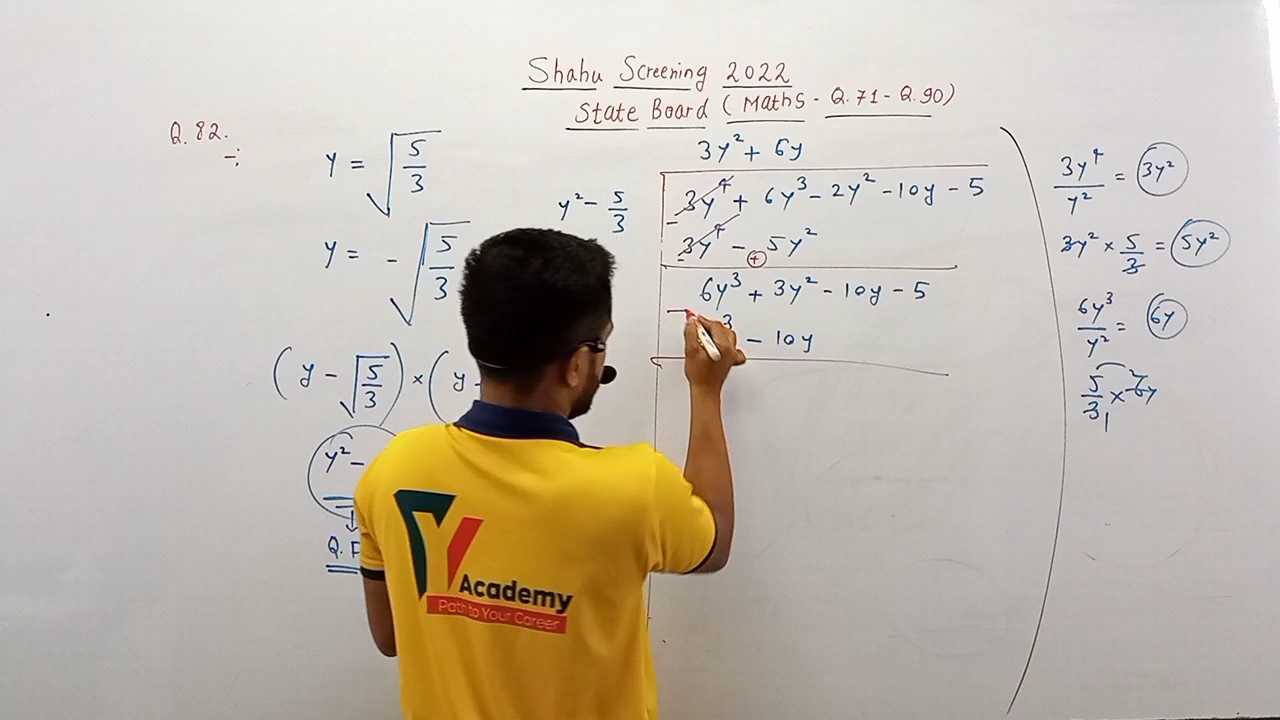 Shahu Screening 2022
State Board (Maths - Q.71 - Q.90)
Q.82.
y = √5/3
y = - √5/3
(y - √5/3) × (y -
y² -
Q.
3y² + 6y
y² - 5/3
3y⁴ + 6y³ - 2y² - 10y - 5
- 3y⁴ - 5y²
- +
6y³ + 3y² - 10y - 5
3 - 10y
-
3y⁴/y² = 3y²
3y² × 5/3 = 5y²
6y³/y² = 6y
5/3 × 6y
1
Academy
Path to Your Career